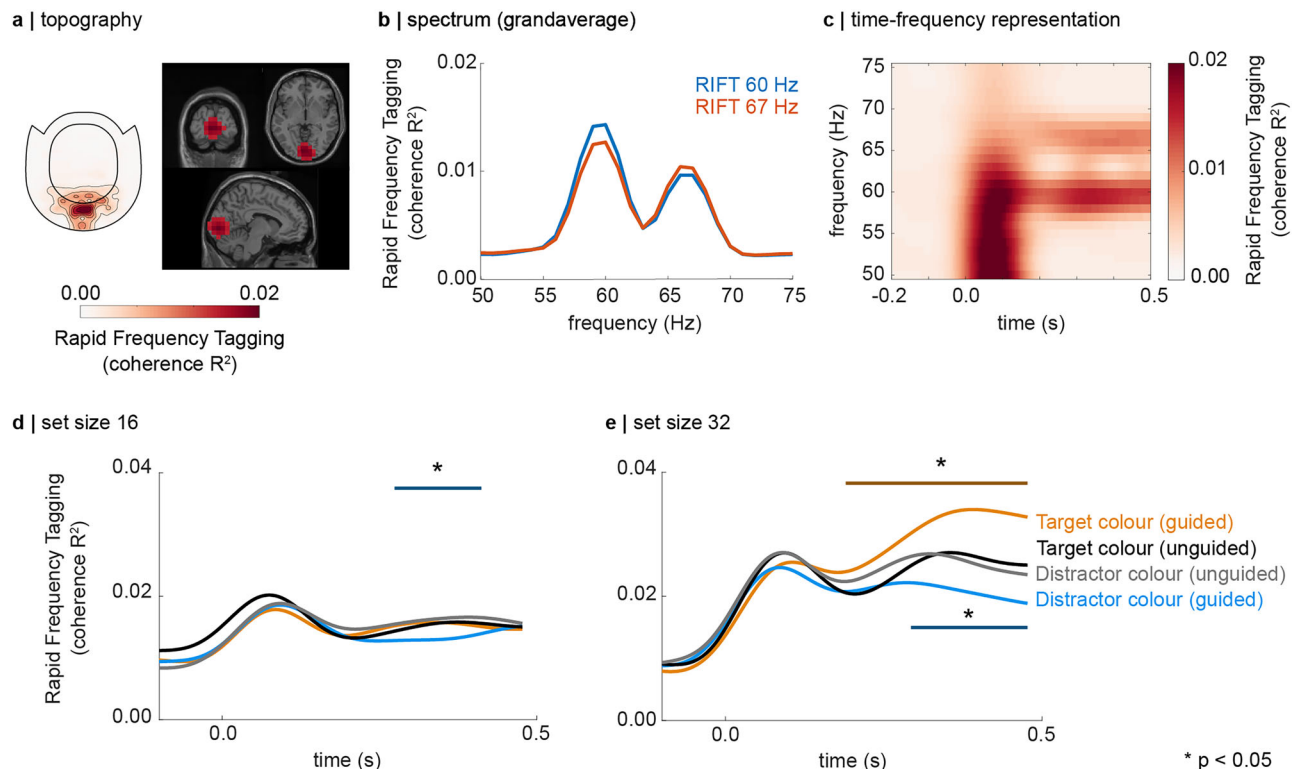 a | topography
0.00 0.02
Rapid Frequency Tagging
(coherence R²)
b | spectrum (grandaverage)
0.02
0.01
0.00
Rapid Frequency Tagging
(coherence R²)
RIFT 60 Hz
RIFT 67 Hz
50 55 60 65 70 75
frequency (Hz)
c | time-frequency representation
75
70
65
60
55
50
frequency (Hz)
-0.2 0.0 0.5
time (s)
0.02
0.01
0.00
Rapid Frequency Tagging
(coherence R²)
d | set size 16
0.04
0.02
0.00
Rapid Frequency Tagging
(coherence R²)
*
0.0 0.5
time (s)
e | set size 32
0.04
0.02
0.00
*
Target colour (guided)
Target colour (unguided)
Distractor colour (unguided)
Distractor colour (guided)
*
0.0 0.5
time (s)
* p < 0.05